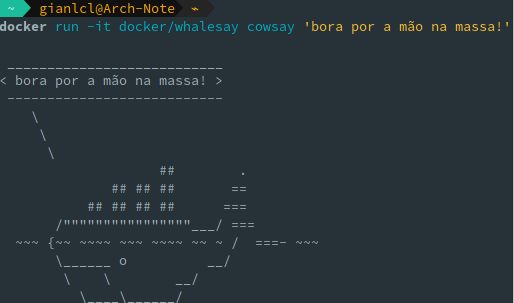 ~ gianlcl@Arch-Note ~
docker run -it docker/whalesay cowsay 'bora por a mão na massa!'
 ___________________________
< bora por a mão na massa! >
 ---------------------------
    \
     \
      \
                    ##         .
              ## ## ##       ==
           ## ## ## ##      ===
       /""""""""""""""""___/ ===
  ~~~ {~~ ~~~~ ~~~ ~~~~ ~~ ~ /  ===- ~~~
       \______ o          __/
        \    \        __/
          \____\______/